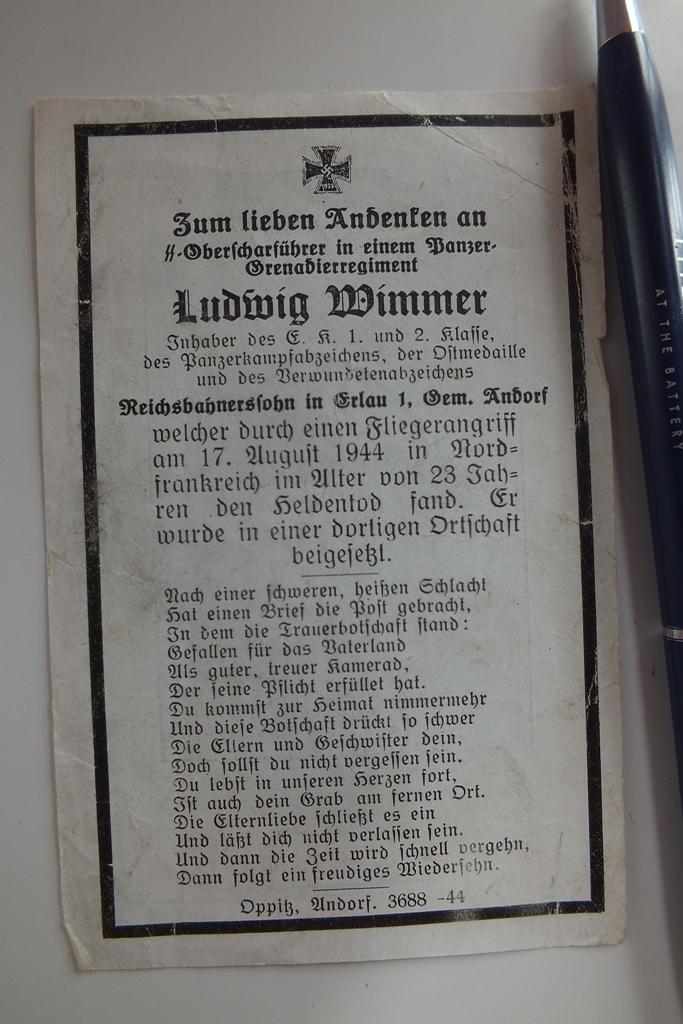 1939
Zum lieben Andenken an
ᛋᛋ-Oberscharführer in einem Panzer-
Grenadierregiment
Ludwig Wimmer
Inhaber des E. K. 1. und 2. Klasse,
des Panzerkampfabzeichens, der Ostmedaille
und des Verwundetenabzeichens
Reichsbahnerssohn in Erlau 1, Gem. Andorf
welcher durch einen Fliegerangriff
am 17. August 1944 in Nord=
frankreich im Alter von 23 Jah=
ren den Heldentod fand. Er
wurde in einer dortigen Ortschaft
beigesetzt.
Nach einer schweren, heißen Schlacht
Hat einen Brief die Post gebracht,
In dem die Trauerbotschaft stand:
Gefallen für das Vaterland
Als guter, treuer Kamerad,
Der seine Pflicht erfüllet hat.
Du kommst zur Heimat nimmermehr
Und diese Botschaft drückt so schwer
Die Eltern und Geschwister dein,
Doch sollst du nicht vergessen sein.
Du lebst in unseren Herzen fort,
Ist auch dein Grab am fernen Ort.
Die Elternliebe schließt es ein
Und läßt dich nicht verlassen sein.
Und dann die Zeit wird schnell vergehn,
Dann folgt ein freudiges Wiedersehn.
Oppitz, Andorf. 3688 -44
AT THE BATTERY